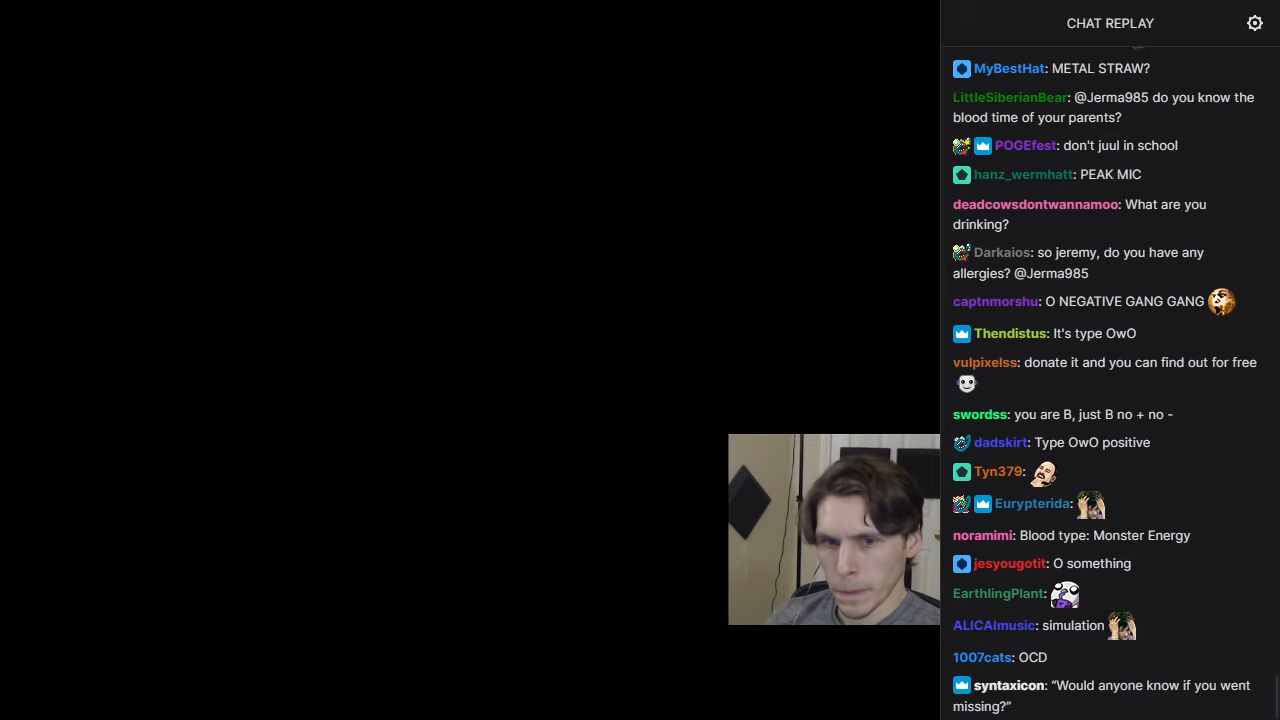 CHAT REPLAY
MyBestHat: METAL STRAW?
LittleSiberianBear: @Jerma985 do you know the
blood time of your parents?
POGEfest: don't juul in school
hanz_wermhatt: PEAK MIC
deadcowsdontwannamoo: What are you
drinking?
Darkaios: so jeremy, do you have any
allergies? @Jerma985
captnmorshu: O NEGATIVE GANG GANG
Thendistus: It's type OwO
vulpixelss: donate it and you can find out for free
swordss: you are B, just B no + no -
dadskirt: Type OwO positive
Tyn379:
Eurypterida:
noramimi: Blood type: Monster Energy
jesyougotit: O something
EarthlingPlant:
ALICAImusic: simulation
1007cats: OCD
syntaxicon: “Would anyone know if you went
missing?”